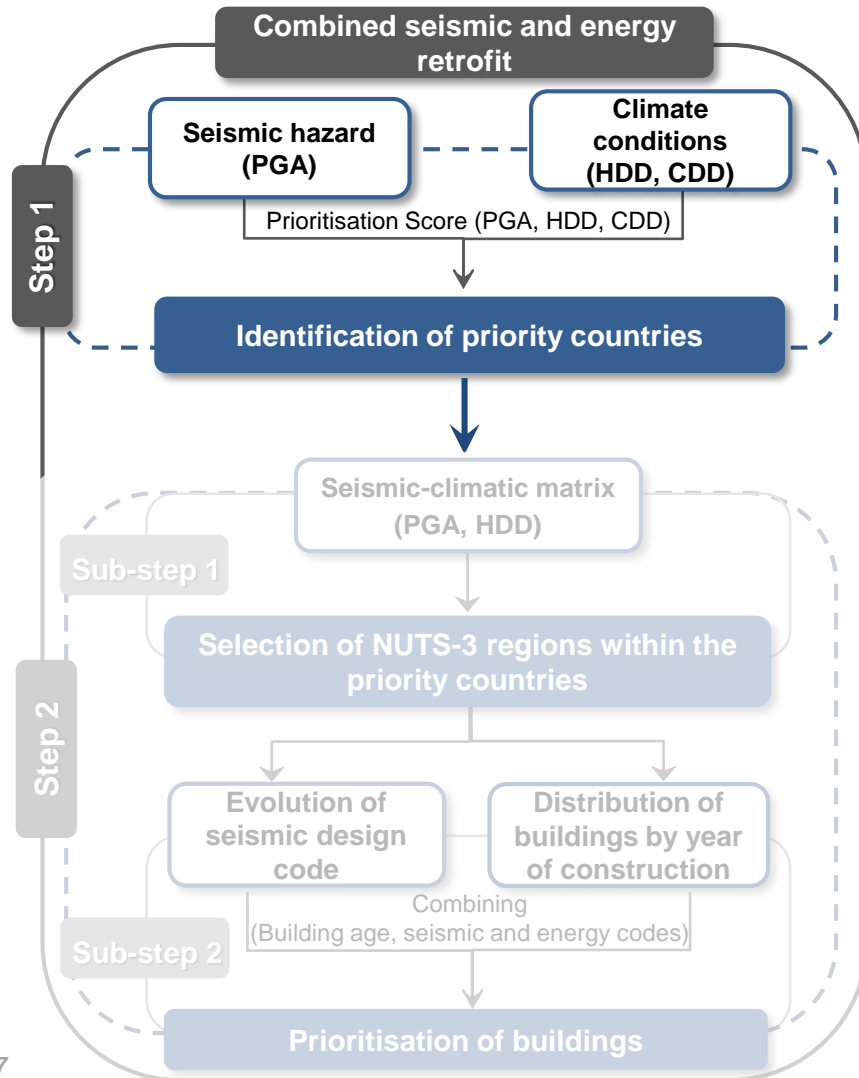 Combined seismic and energy
retrofit
Seismic hazard
(PGA)
Climate
conditions
(HDD, CDD)
Step 1
Prioritisation Score (PGA, HDD, CDD)
Identification of priority countries
Seismic-climatic matrix
(PGA, HDD)
Sub-step 1
Selection of NUTS-3 regions within the
priority countries
Step 2
Evolution of
seismic design
code
Distribution of
buildings by year
of construction
Combining
(Building age, seismic and energy codes)
Sub-step 2
Prioritisation of buildings
7